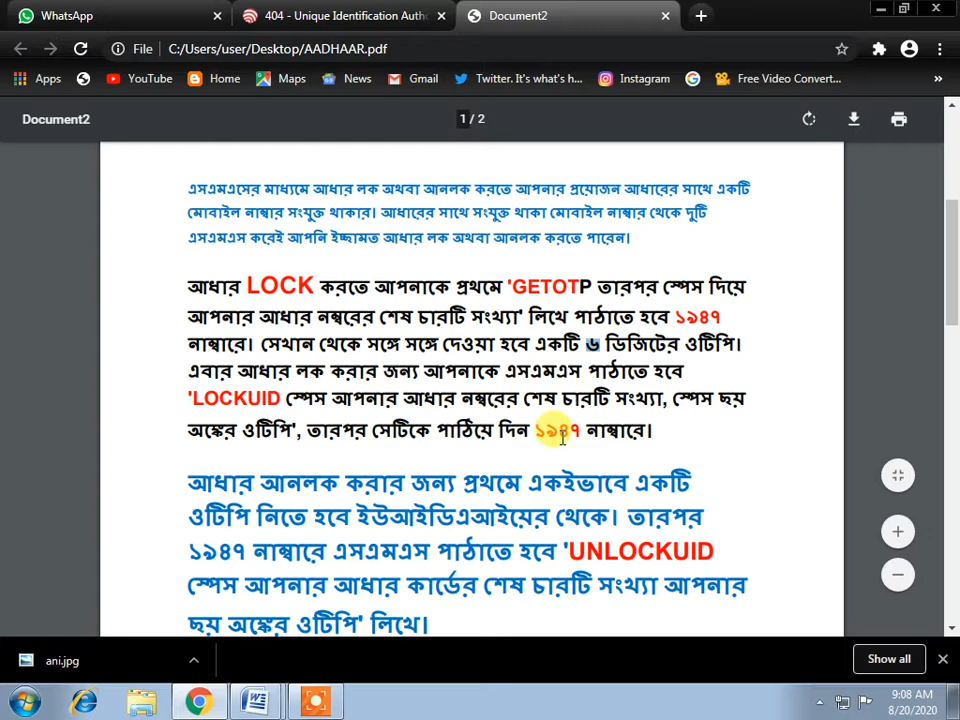 WhatsApp
404 - Unique Identification Autho
Document2
File C:/Users/user/Desktop/AADHAAR.pdf
Apps YouTube Home Maps News Gmail Twitter. It's what's h... Instagram Free Video Convert... »
Document2 1 / 2
এসএমএসের মাধ্যমে আধার লক অথবা আনলক করতে আপনার প্রয়োজন আধারের সাথে একটি
মোবাইল নাম্বার সংযুক্ত থাকার। আধারের সাথে সংযুক্ত থাকা মোবাইল নাম্বার থেকে দুটি
এসএমএস করেই আপনি ইচ্ছামত আধার লক অথবা আনলক করতে পারেন।
আধার LOCK করতে আপনাকে প্রথমে 'GETOTP তারপর স্পেস দিয়ে
আপনার আধার নম্বরের শেষ চারটি সংখ্যা' লিখে পাঠাতে হবে ১৯৪৭
নাম্বারে। সেখান থেকে সঙ্গে সঙ্গে দেওয়া হবে একটি ৬ ডিজিটের ওটিপি।
এবার আধার লক করার জন্য আপনাকে এসএমএস পাঠাতে হবে
'LOCKUID স্পেস আপনার আধার নম্বরের শেষ চারটি সংখ্যা, স্পেস ছয়
অঙ্কের ওটিপি', তারপর সেটিকে পাঠিয়ে দিন ১৯৪৭ নাম্বারে।
আধার আনলক করার জন্য প্রথমে একইভাবে একটি
ওটিপি নিতে হবে ইউআইডিএআইয়ের থেকে। তারপর
১৯৪৭ নাম্বারে এসএমএস পাঠাতে হবে 'UNLOCKUID
স্পেস আপনার আধার কার্ডের শেষ চারটি সংখ্যা আপনার
ছয় অঙ্কের ওটিপি' লিখে।
ani.jpg
Show all
9:08 AM
8/20/2020